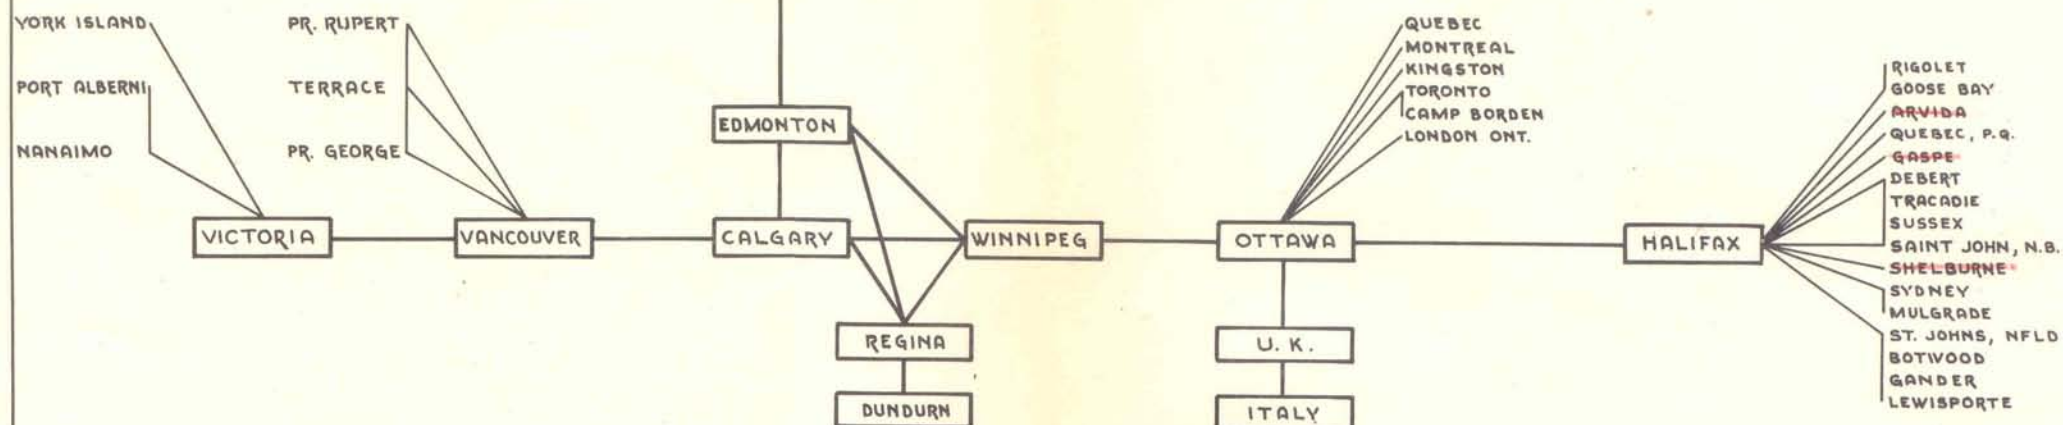 YORK ISLAND
PORT ALBERNI
NANAIMO
PR. RUPERT
TERRACE
PR. GEORGE
EDMONTON
VICTORIA
VANCOUVER
CALGARY
WINNIPEG
OTTAWA
HALIFAX
REGINA
DUNDURN
U. K.
ITALY
QUEBEC
MONTREAL
KINGSTON
TORONTO
CAMP BORDEN
LONDON ONT.
RIGOLET
GOOSE BAY
ARVIDA
QUEBEC, P.Q.
GASPE
DEBERT
TRACADIE
SUSSEX
SAINT JOHN, N.B.
SHELBURNE
SYDNEY
MULGRADE
ST. JOHNS, NFLD
BOTWOOD
GANDER
LEWISPORTE